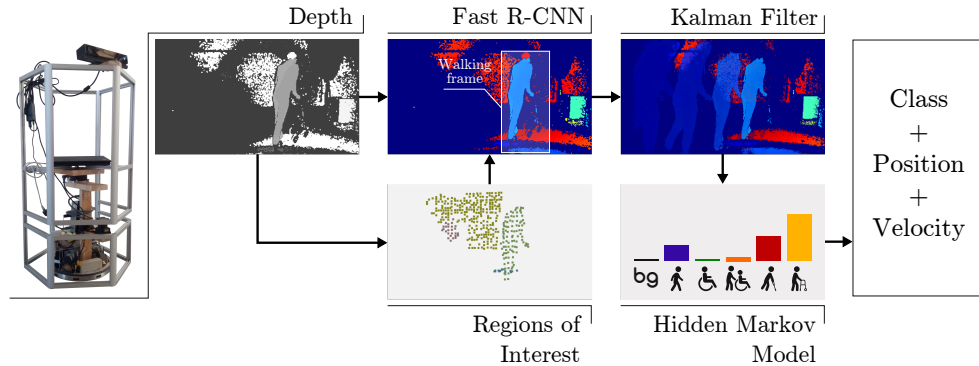 Depth
Fast R-CNN
Kalman Filter
Walking
frame
Class
+
Position
+
Velocity
bg
Regions of
Interest
Hidden Markov
Model